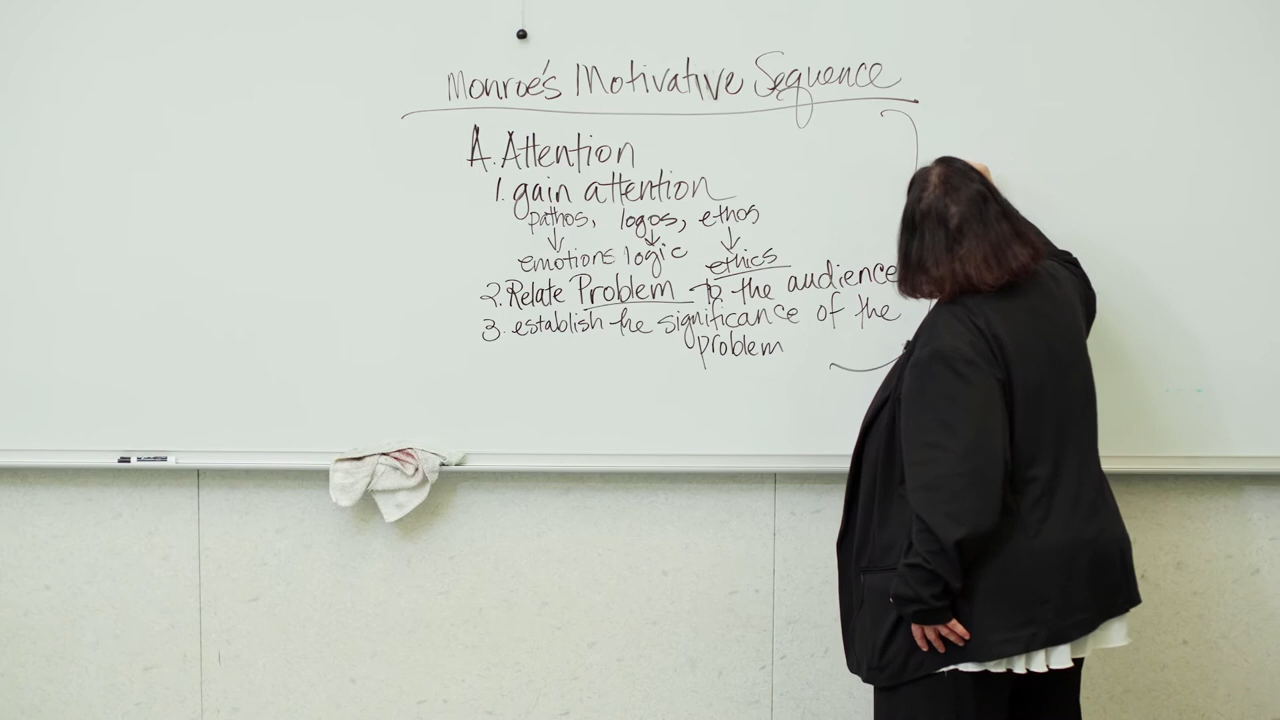 Monroe's Motivative Sequence
A. Attention
1. gain attention
pathos, logos, ethos
emotions logic ethics
2. Relate Problem to the audience
3. establish the significance of the
problem